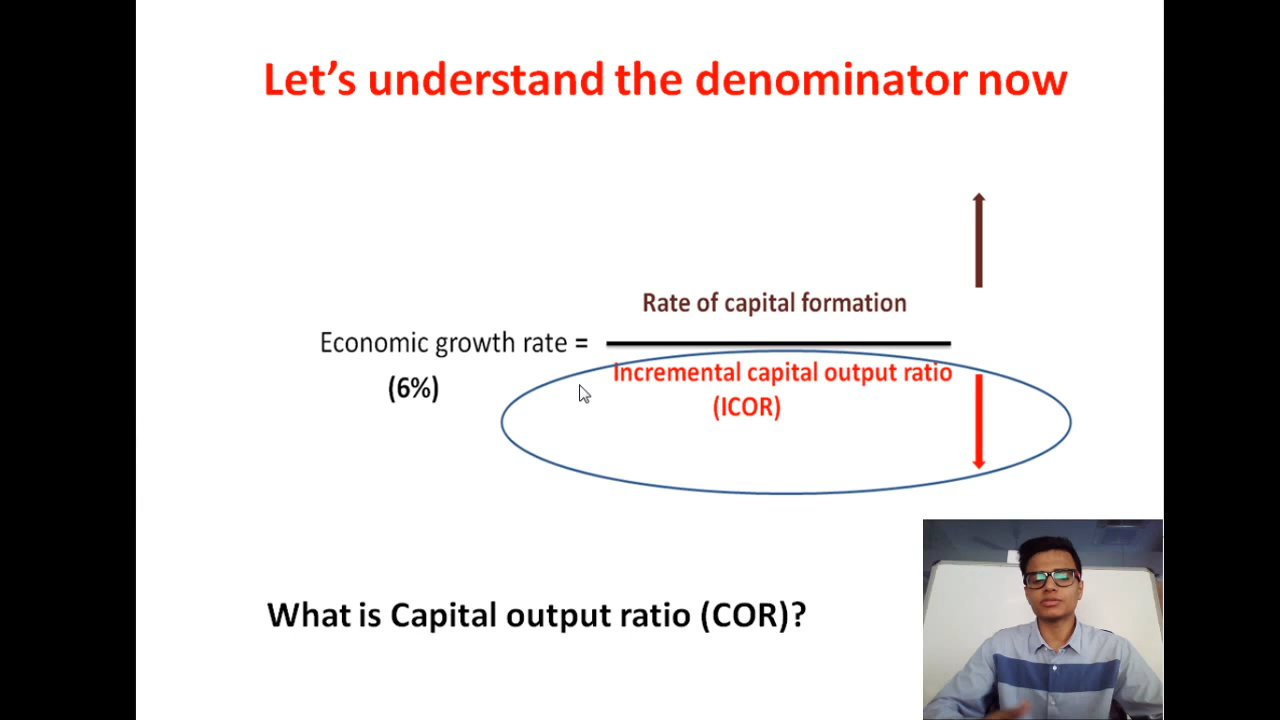 Let's understand the denominator now
Rate of capital formation
Economic growth rate =
(6%)
Incremental capital output ratio
(ICOR)
What is Capital output ratio (COR)?